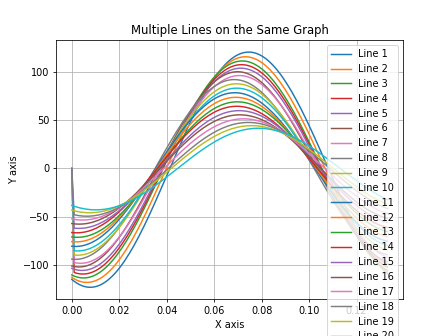 Multiple Lines on the Same Graph
Y axis
100
50
0
−50
−100
0.00
0.02
0.04
0.06
0.08
0.10
X axis
Line 1
Line 2
Line 3
Line 4
Line 5
Line 6
Line 7
Line 8
Line 9
Line 10
Line 11
Line 12
Line 13
Line 14
Line 15
Line 16
Line 17
Line 18
Line 19
Line 20